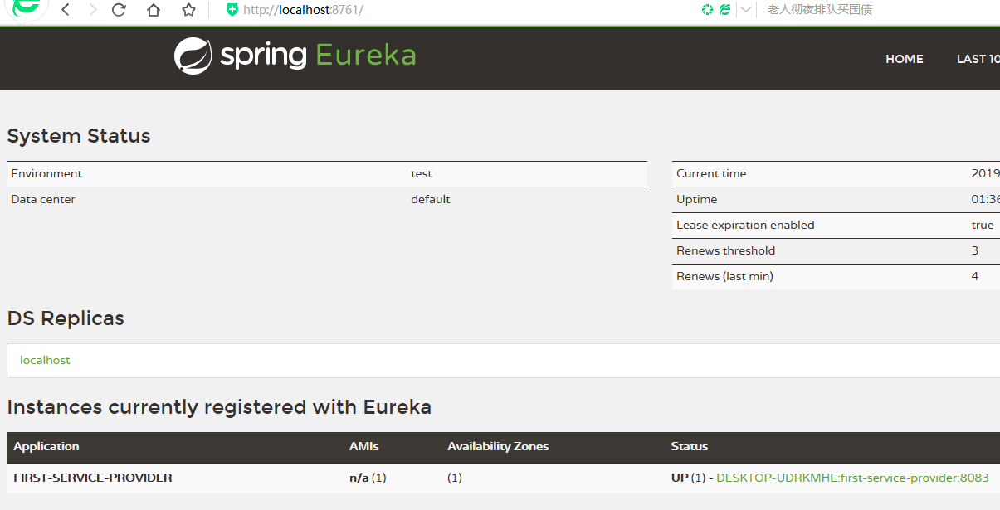 http://localhost:8761/
老人彻夜排队买国债
spring Eureka
HOME LAST 10
System Status
Environment test
Data center default
Current time 2019
Uptime 01:36
Lease expiration enabled true
Renews threshold 3
Renews (last min) 4
DS Replicas
localhost
Instances currently registered with Eureka
Application AMIs Availability Zones Status
FIRST-SERVICE-PROVIDER n/a (1) (1) UP (1) - DESKTOP-UDRKMHE:first-service-provider:8083